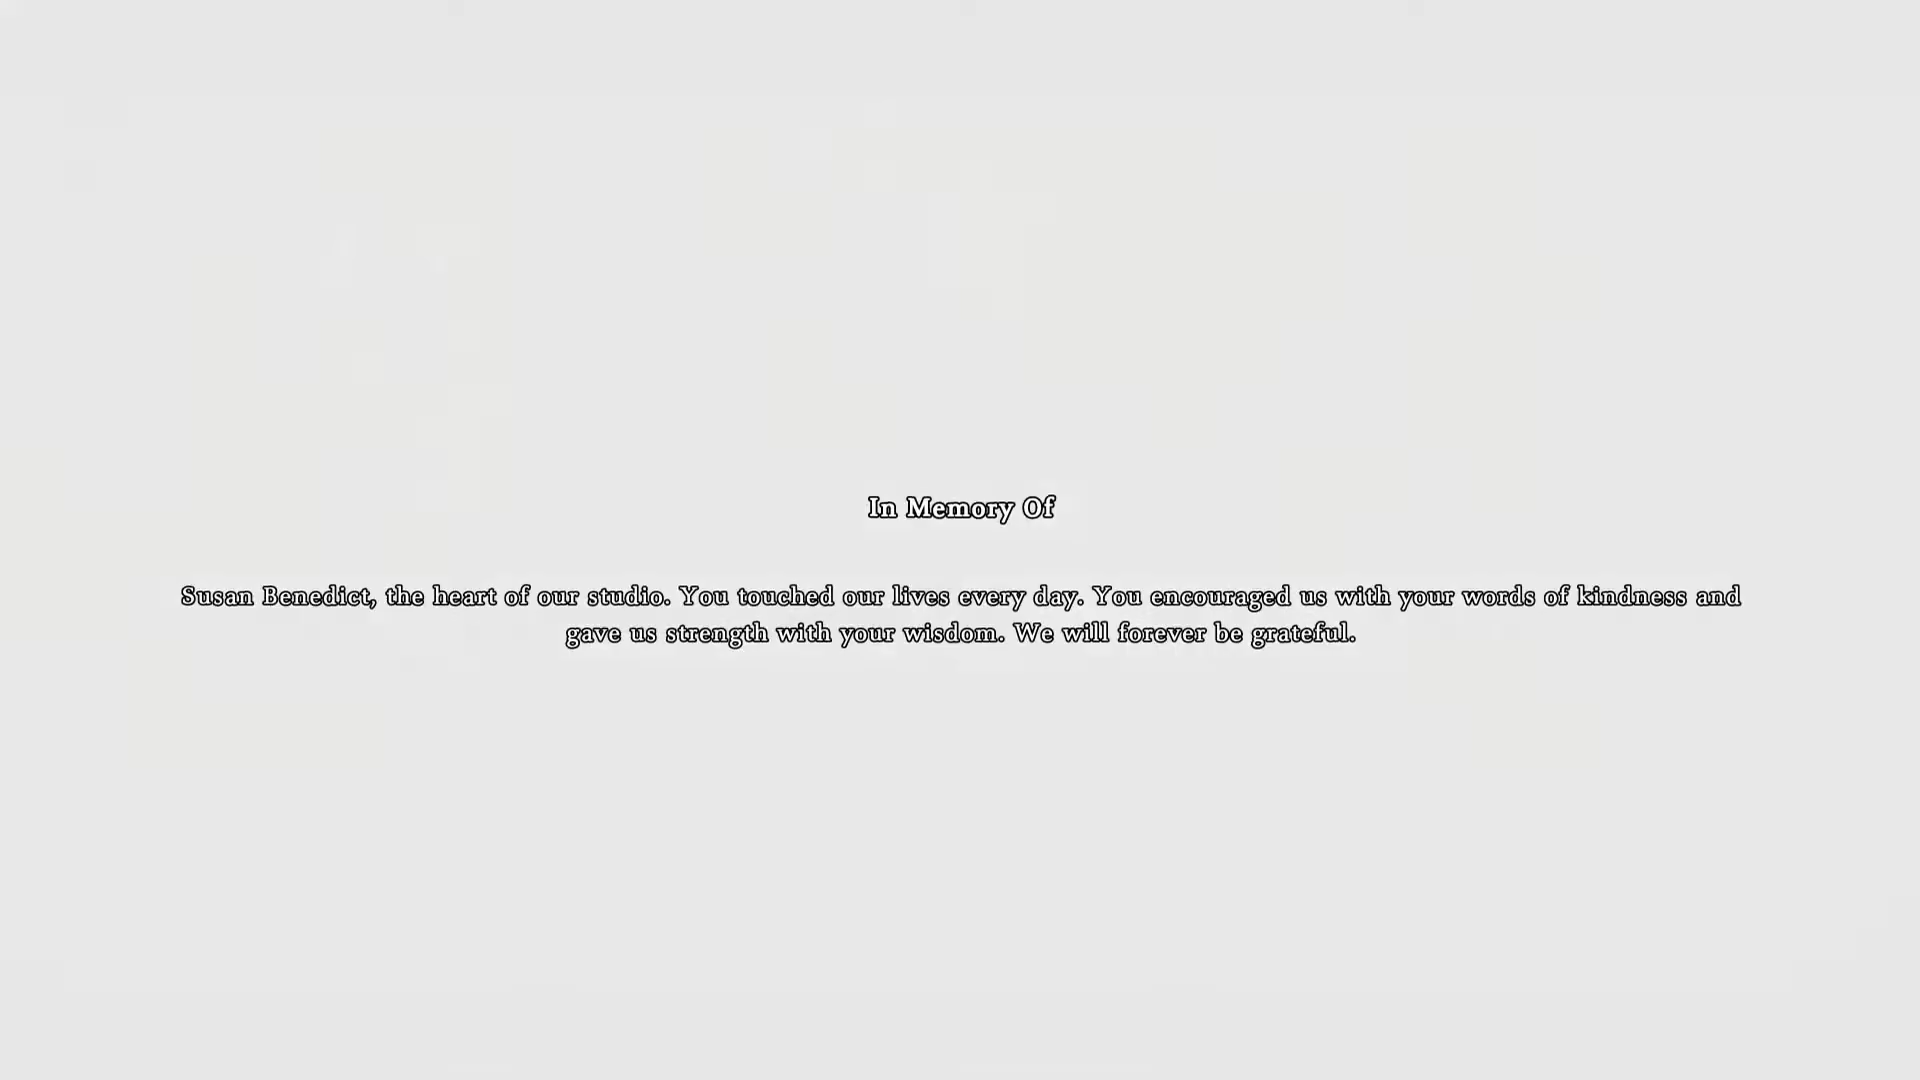 In Memory Of
Susan Benedict, the heart of our studio. You touched our lives every day. You encouraged us with your words of kindness and
gave us strength with your wisdom. We will forever be grateful.